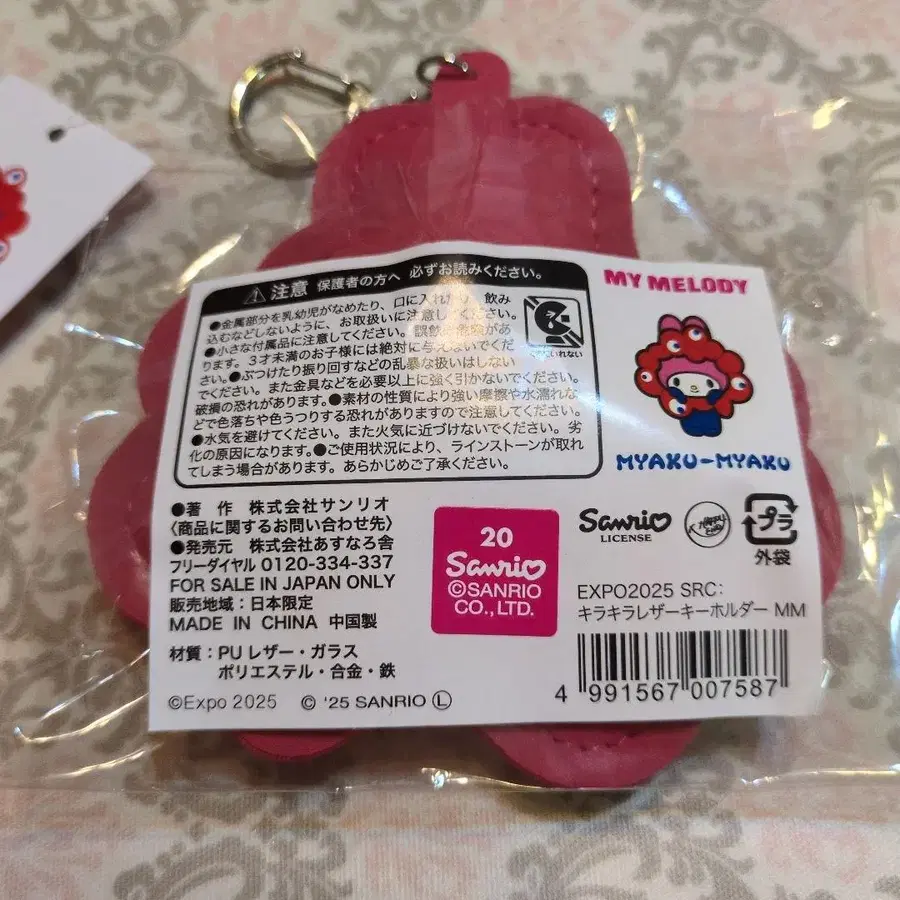 ⚠注意 保護者の方へ 必ずお読みください。
●金属部分を乳幼児がなめたり、口に入れたり、飲み
込むなどしないように、お取扱いに注意してください。
●小さな付属品に注意してください。誤飲の危険があ
ります。3才未満のお子様には絶対に与えないでくだ
さい。●ぶつけたり振り回すなどの乱暴な扱いはしない
でください。また金具などを必要以上に強く引かないでください。
破損の恐れがあります。●素材の性質により強い摩擦や水濡れな
どで色落ちや色うつりする恐れがありますので注意してください。
●水気を避けてください。また火気に近づけないでください。劣
化の原因になります。●ご使用状況により、ラインストーンが取れ
てしまう場合があります。あらかじめご了承ください。
MY MELODY
MYAKU-MYAKU
●著 作 株式会社サンリオ
〈商品に関するお問い合わせ先〉
●発売元 株式会社あすなろ舎
フリーダイヤル 0120-334-337
FOR SALE IN JAPAN ONLY
販売地域：日本限定
MADE IN CHINA 中国製
材質：PU レザー・ガラス
ポリエステル・合金・鉄
©Expo 2025 © '25 SANRIO Ⓛ
20
Sanrio
©SANRIO
CO., LTD.
Sanrio
LICENSE
プラ
外袋
EXPO2025 SRC:
キラキラレザーキーホルダー MM
4 991567 007587